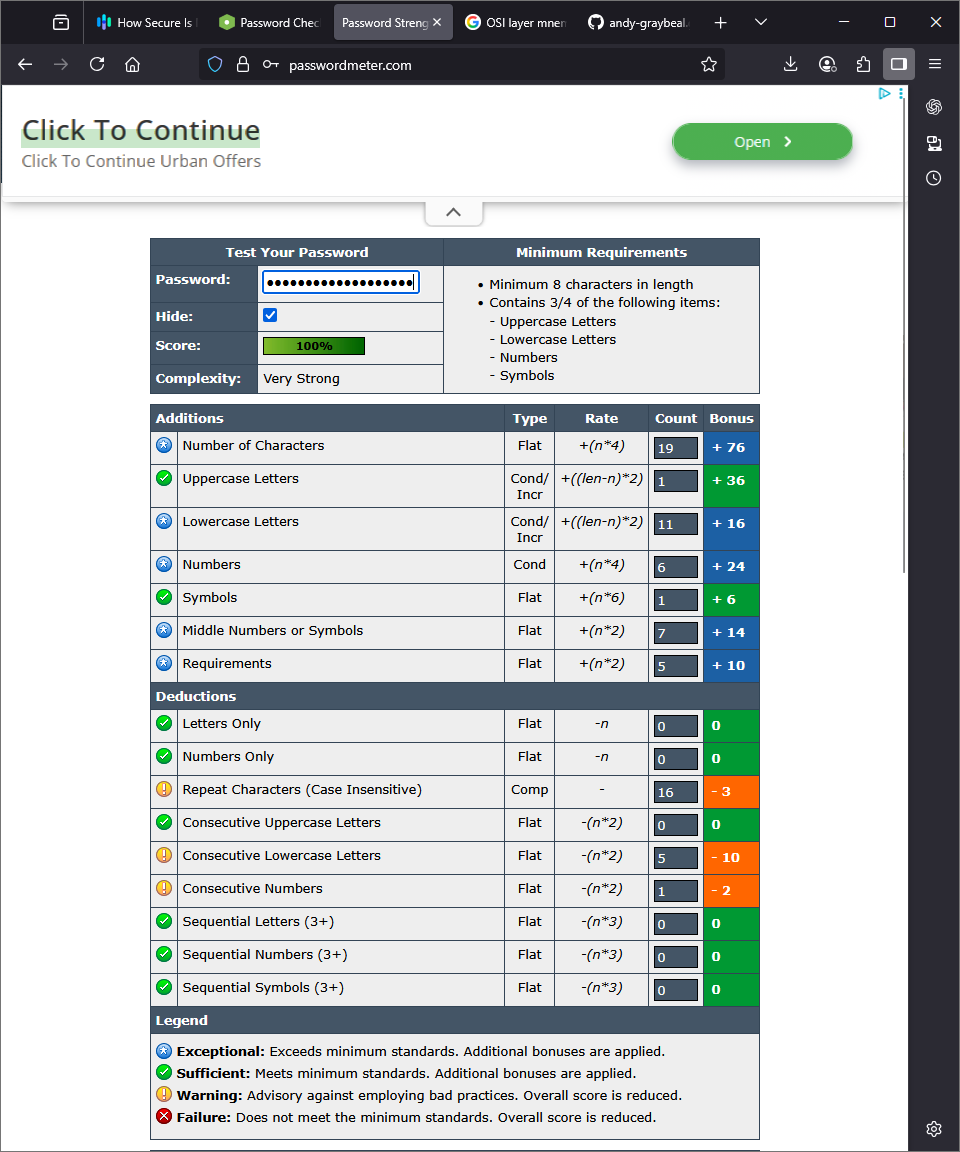 How Secure Is
Password Chec
Password Streng
OSI layer mnem
andy-graybeal.
passwordmeter.com
Click To Continue
Click To Continue Urban Offers
Open
Test Your Password
Minimum Requirements
Password:
●●●●●●●●●●●●●●●●●●●
Hide:
Score: 100%
Complexity: Very Strong
• Minimum 8 characters in length
• Contains 3/4 of the following items:
- Uppercase Letters
- Lowercase Letters
- Numbers
- Symbols
Additions Type Rate Count Bonus
Number of Characters Flat +(n*4) 19 + 76
Uppercase Letters Cond/ +((len-n)*2) 1 + 36
Incr
Lowercase Letters Cond/ +((len-n)*2) 11 + 16
Incr
Numbers Cond +(n*4) 6 + 24
Symbols Flat +(n*6) 1 + 6
Middle Numbers or Symbols Flat +(n*2) 7 + 14
Requirements Flat +(n*2) 5 + 10
Deductions
Letters Only Flat -n 0 0
Numbers Only Flat -n 0 0
Repeat Characters (Case Insensitive) Comp - 16 - 3
Consecutive Uppercase Letters Flat -(n*2) 0 0
Consecutive Lowercase Letters Flat -(n*2) 5 - 10
Consecutive Numbers Flat -(n*2) 1 - 2
Sequential Letters (3+) Flat -(n*3) 0 0
Sequential Numbers (3+) Flat -(n*3) 0 0
Sequential Symbols (3+) Flat -(n*3) 0 0
Legend
Exceptional: Exceeds minimum standards. Additional bonuses are applied.
Sufficient: Meets minimum standards. Additional bonuses are applied.
Warning: Advisory against employing bad practices. Overall score is reduced.
Failure: Does not meet the minimum standards. Overall score is reduced.